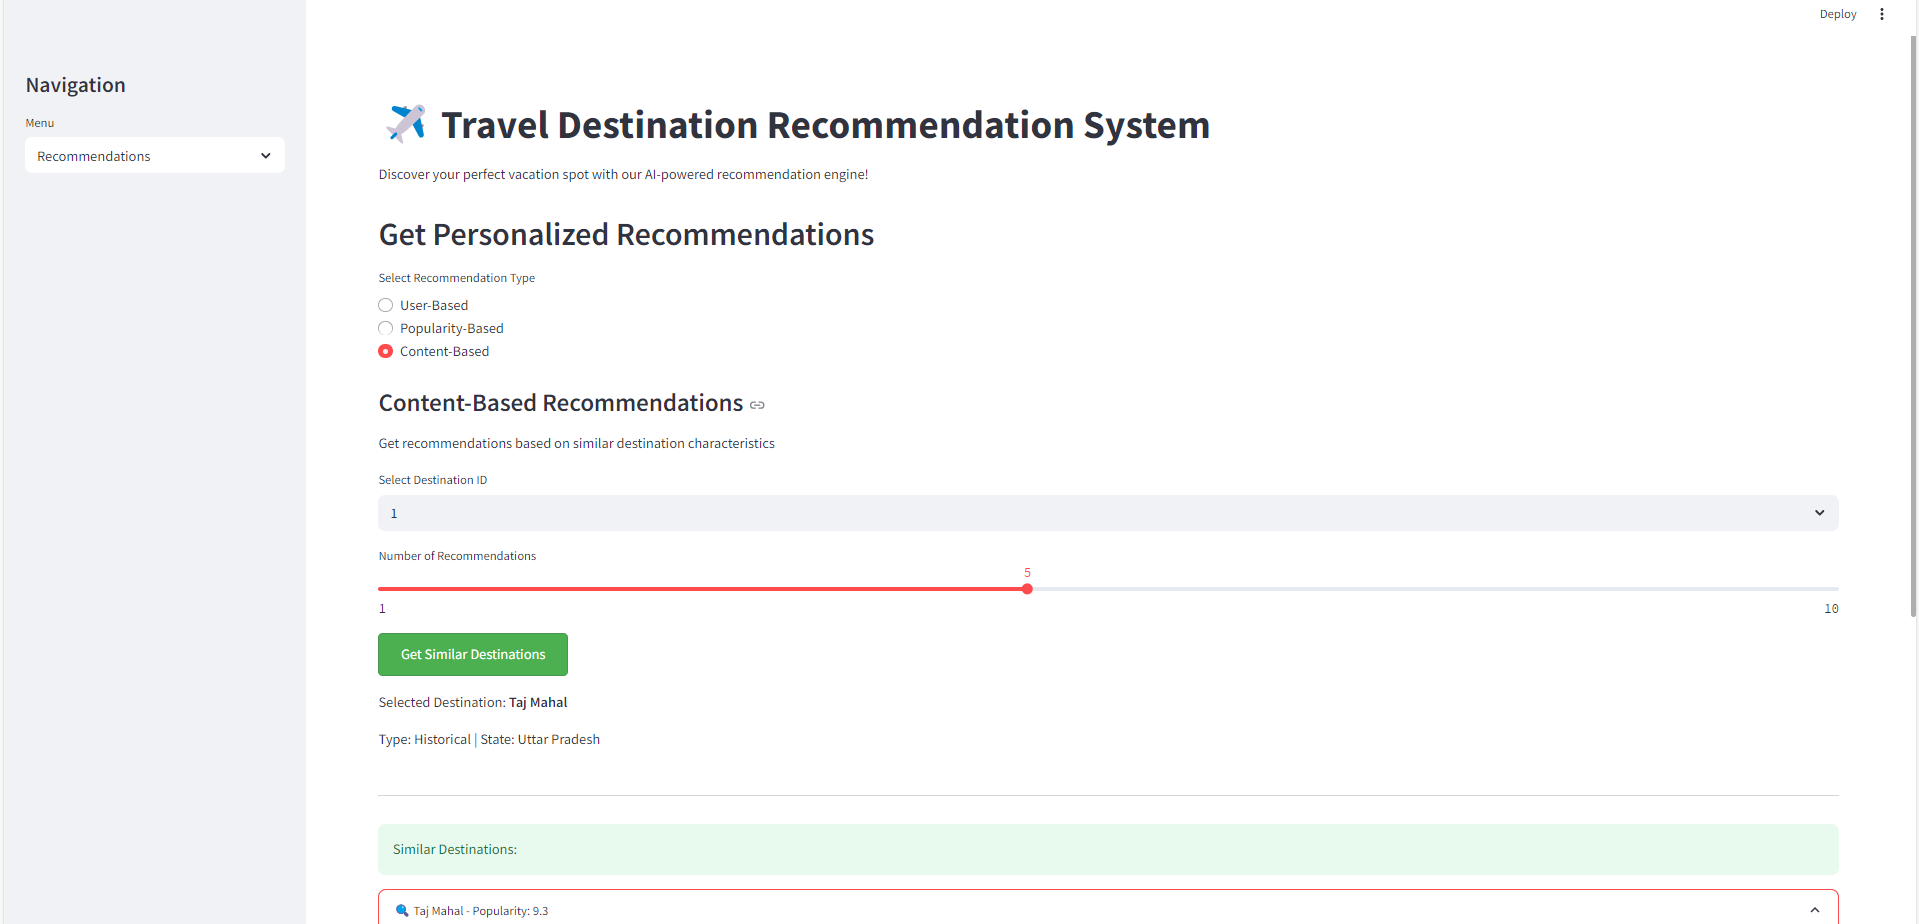 Deploy
Navigation
Menu
Recommendations
Travel Destination Recommendation System
Discover your perfect vacation spot with our AI-powered recommendation engine!
Get Personalized Recommendations
Select Recommendation Type
User-Based
Popularity-Based
Content-Based
Content-Based Recommendations
Get recommendations based on similar destination characteristics
Select Destination ID
1
Number of Recommendations
5
1 10
Get Similar Destinations
Selected Destination: Taj Mahal
Type: Historical | State: Uttar Pradesh
Similar Destinations:
Taj Mahal - Popularity: 9.3